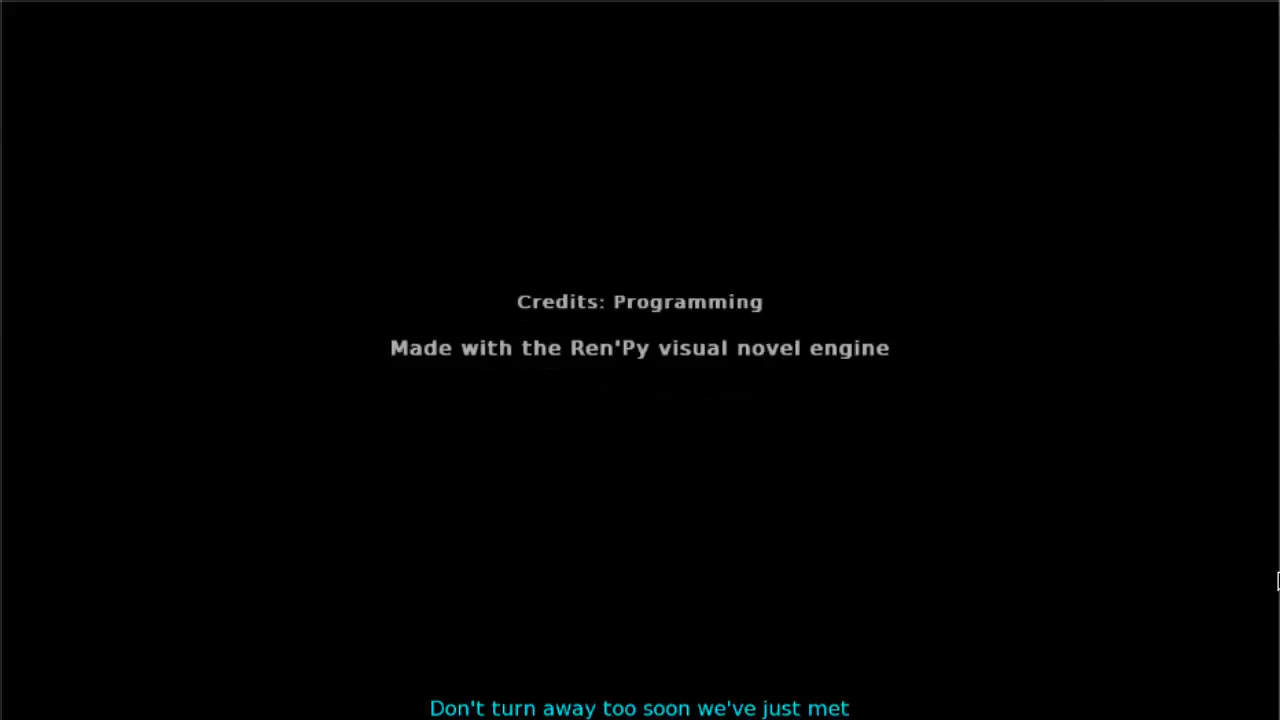 Credits: Programming
Made with the Ren'Py visual novel engine
Don't turn away too soon we've just met